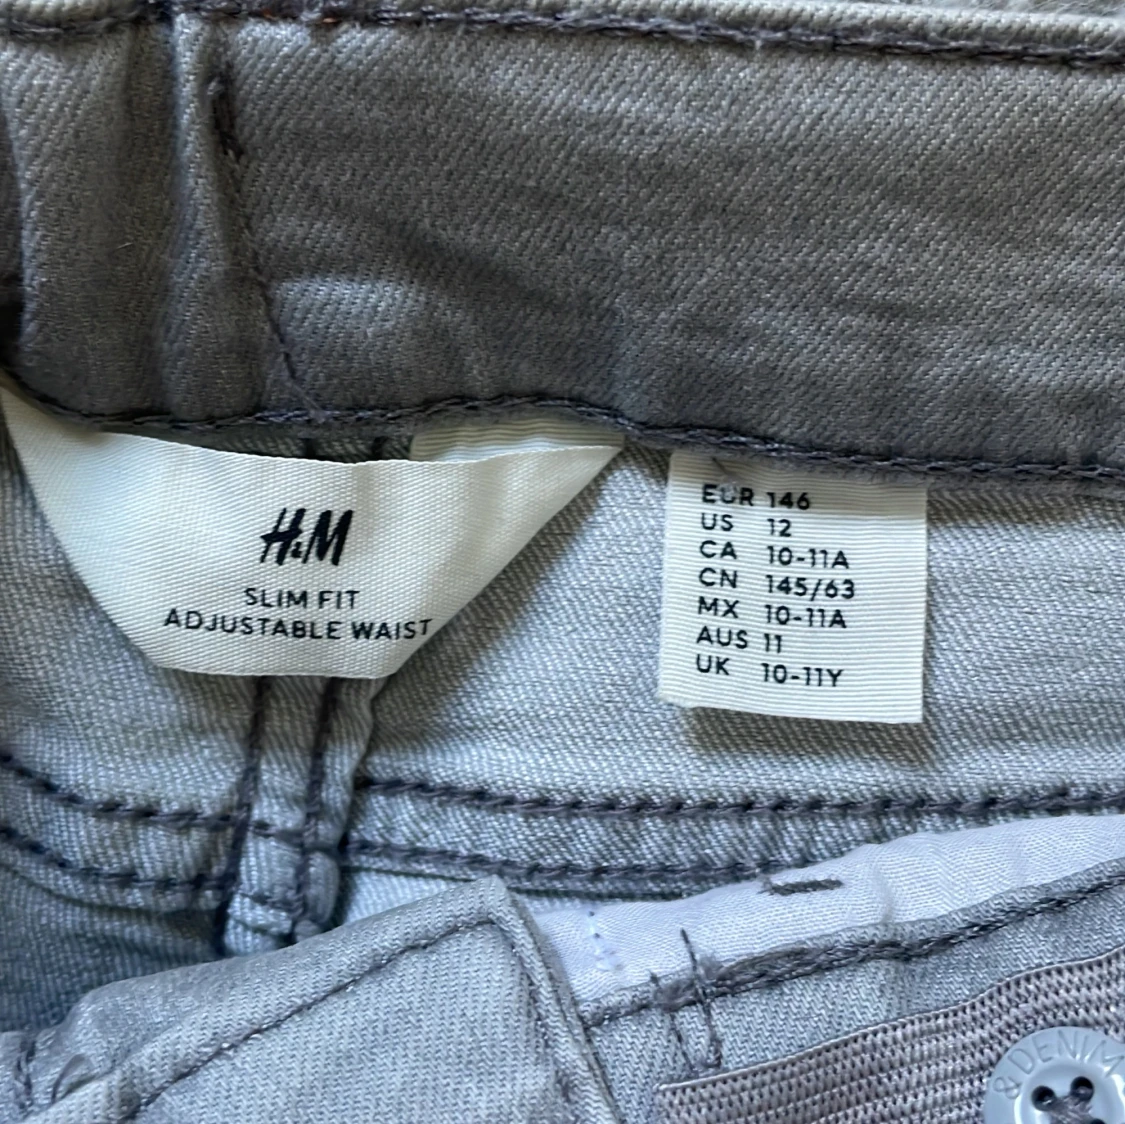 H&M
SLIM FIT
ADJUSTABLE WAIST
EUR 146
US 12
CA 10-11A
CN 145/63
MX 10-11A
AUS 11
UK 10-11Y
& DENIM